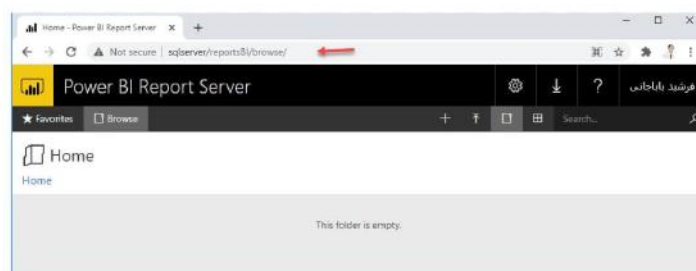 Home - Power BI Report Server
Not secure | sqlserver/reportsBI/browse/
Power BI Report Server
فرشید باباجانی
Favorites Browse
Search...
Home
Home
This folder is empty.